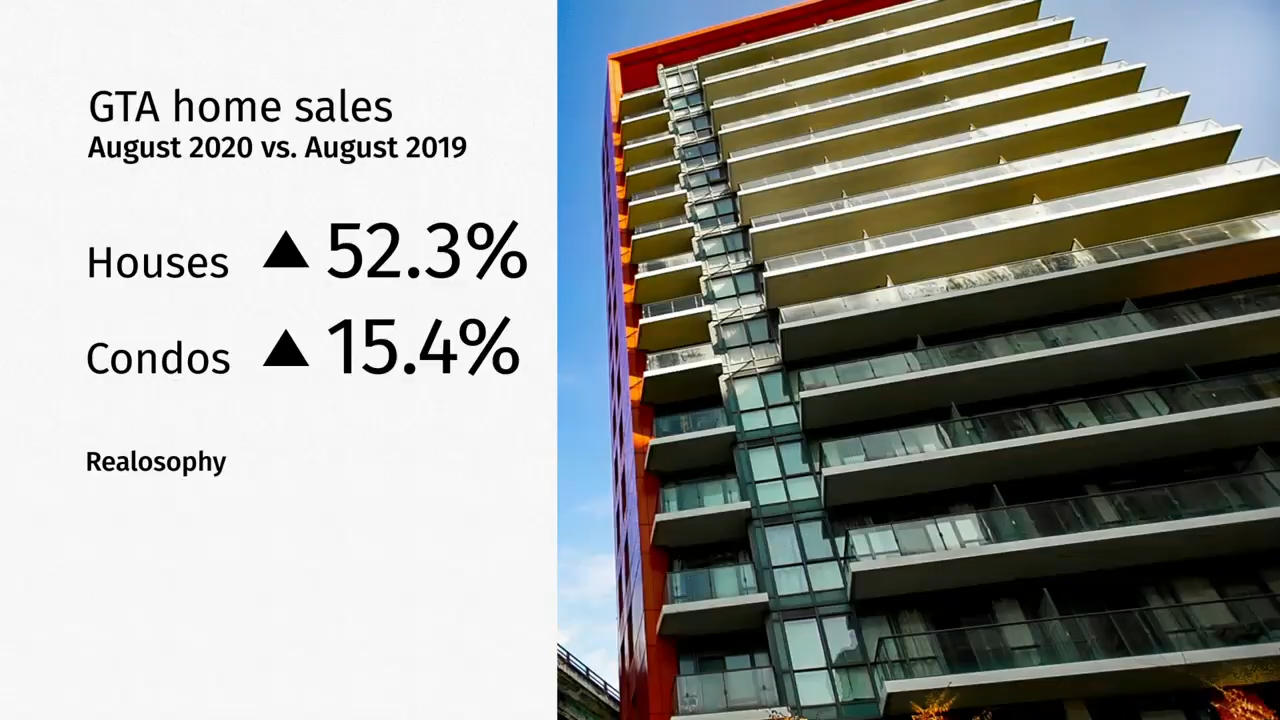 GTA home sales
August 2020 vs. August 2019
Houses ▲ 52.3%
Condos ▲ 15.4%
Realosophy